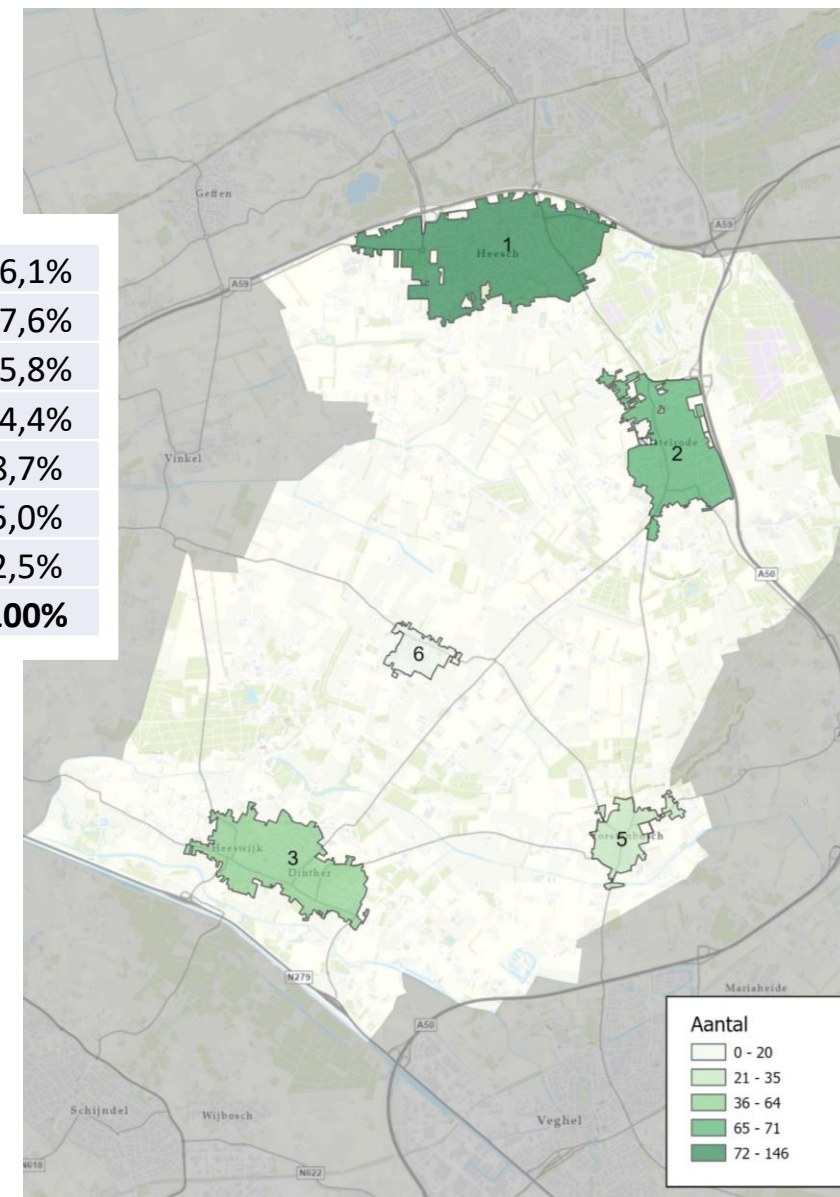 6,1%
7,6%
5,8%
4,4%
8,7%
5,0%
2,5%
100%
Geffen
A59
1
Heesch
A59
Vinkel
2
A50
6
5
Heeswijk
3
Dinther
N279
A50
Mariaheide
Schijndel
Wijbosch
Veghel
N618
N622
Aantal
0 - 20
21 - 35
36 - 64
65 - 71
72 - 146